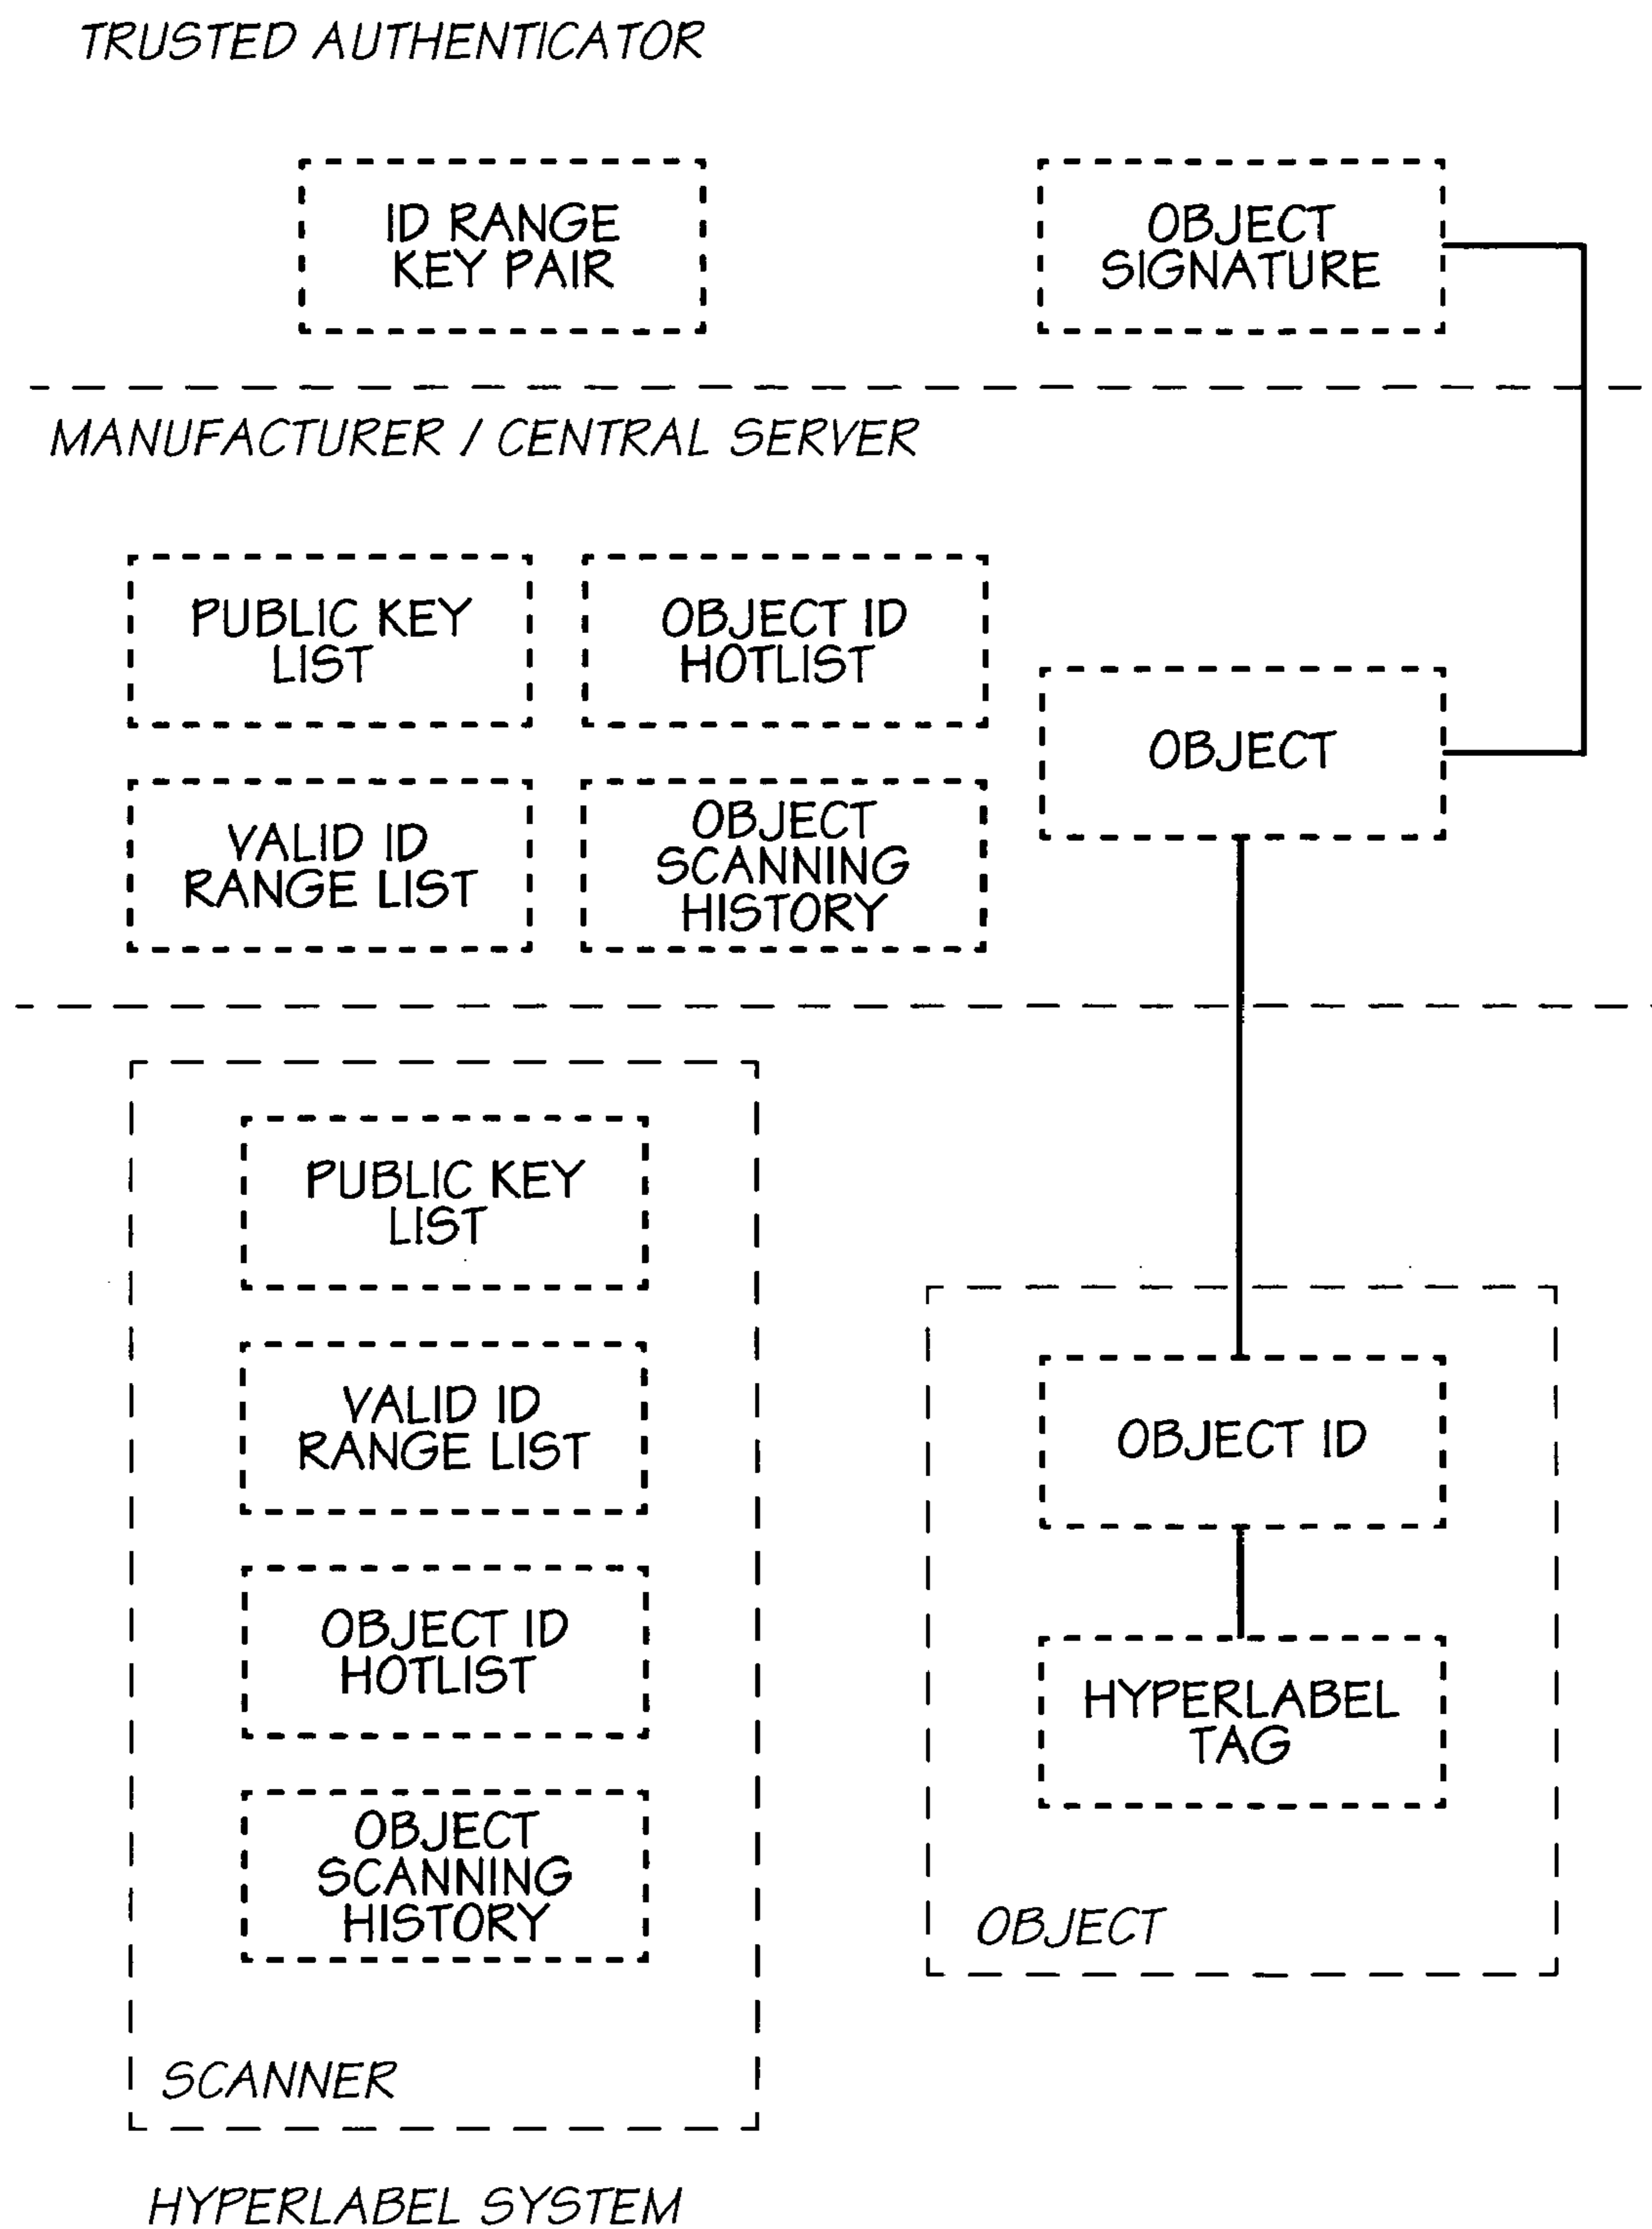 TRUSTED AUTHENTICATOR
ID RANGE
KEY PAIR
OBJECT
SIGNATURE
MANUFACTURER / CENTRAL SERVER
PUBLIC KEY
LIST
OBJECT ID
HOTLIST
OBJECT
VALID ID
RANGE LIST
OBJECT
SCANNING
HISTORY
PUBLIC KEY
LIST
VALID ID
RANGE LIST
OBJECT ID
HOTLIST
OBJECT
SCANNING
HISTORY
SCANNER
OBJECT ID
HYPERLABEL
TAG
OBJECT
HYPERLABEL SYSTEM